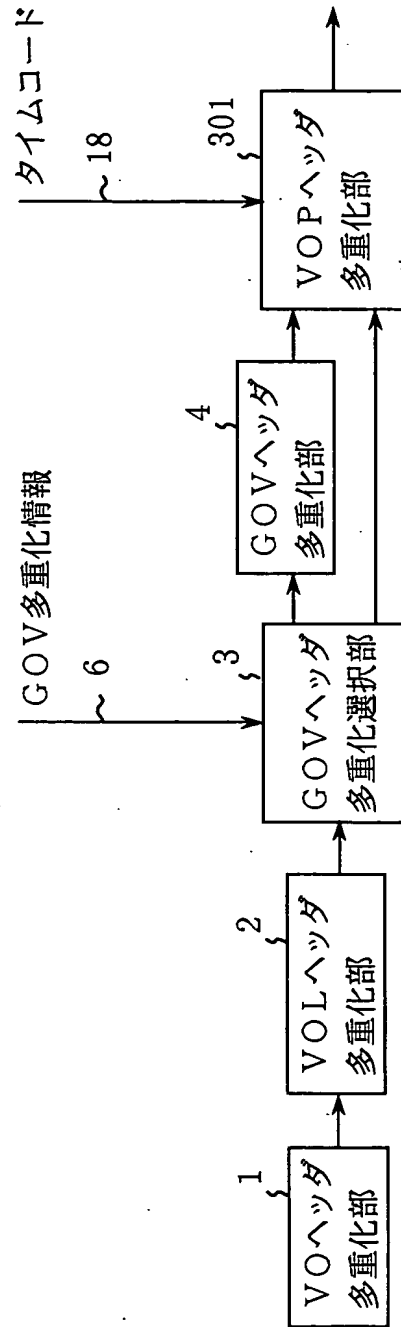 1
VOヘッダ
多重化部
2
VOLヘッダ
多重化部
GOV多重化情報
6
3
GOVヘッダ
多重化選択部
4
GOVヘッダ
多重化部
タイムコード
18
301
VOPヘッダ
多重化部